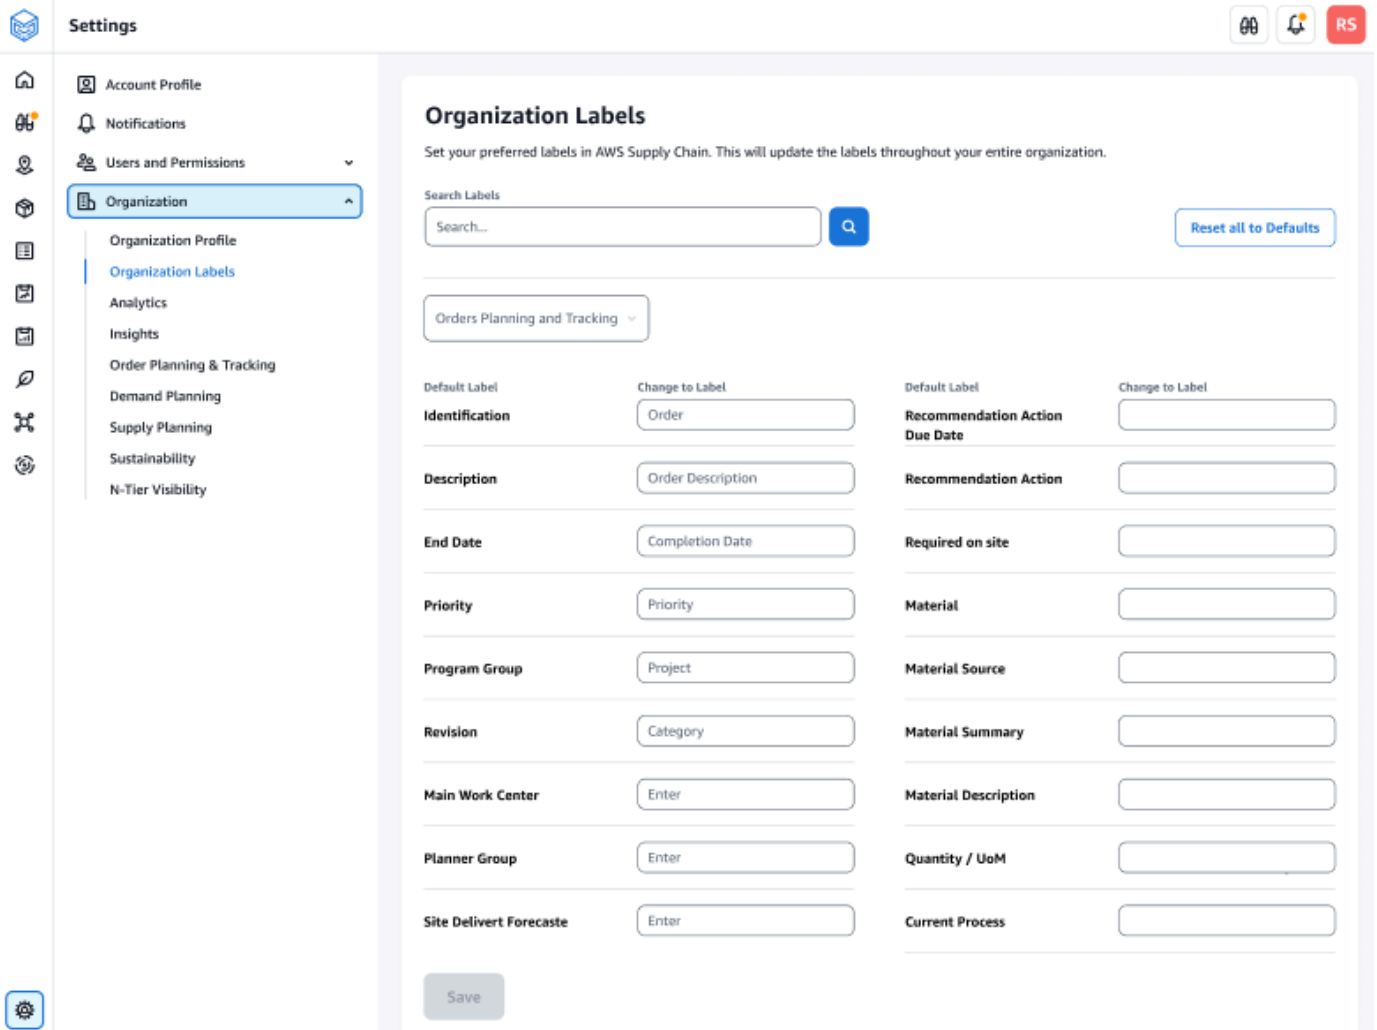 Settings
RS
Account Profile
Notifications
Users and Permissions
Organization
Organization Profile
Organization Labels
Analytics
Insights
Order Planning & Tracking
Demand Planning
Supply Planning
Sustainability
N-Tier Visibility
Organization Labels
Set your preferred labels in AWS Supply Chain. This will update the labels throughout your entire organization.
Search Labels
Search...
Reset all to Defaults
Orders Planning and Tracking
Default Label Change to Label
Identification Order
Description Order Description
End Date Completion Date
Priority Priority
Program Group Project
Revision Category
Main Work Center Enter
Planner Group Enter
Site Delivert Forecaste Enter
Default Label Change to Label
Recommendation Action
Due Date
Recommendation Action
Required on site
Material
Material Source
Material Summary
Material Description
Quantity / UoM
Current Process
Save